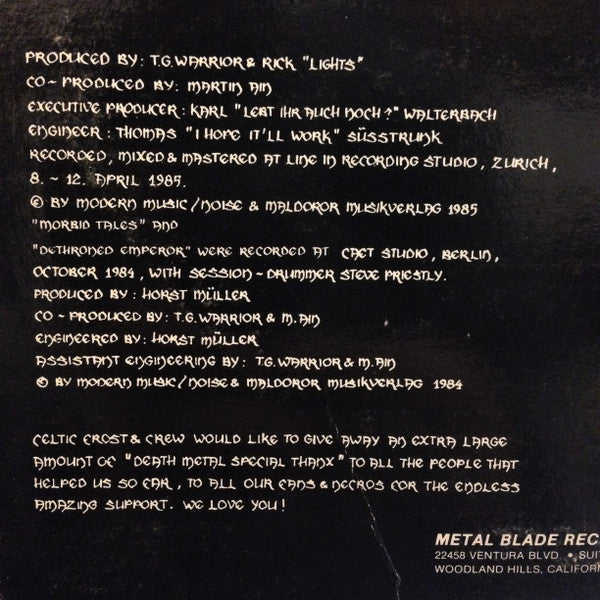 PRODUCED BY: T.G.WARRIOR & RICK "LIGHTS"
CO-PRODUCED BY: MARTIN AIN
EXECUTIVE PRODUCER: KARL "LEBT IHR AUCH NOCH?" WALTERBACH
ENGINEER: THOMAS "I HOPE IT'LL WORK" SÜSSTRUNK
RECORDED, MIXED & MASTERED AT LINE IN RECORDING STUDIO, ZURICH,
8. - 12. APRIL 1985.
© BY MODERN MUSIC/NOISE & MALDOROR MUSIKVERLAG 1985
"MORBID TALES" AND
"DETHRONED EMPEROR" WERE RECORDED AT CAET STUDIO, BERLIN,
OCTOBER 1984, WITH SESSION-DRUMMER STEVE PRIESTLY.
PRODUCED BY: HORST MÜLLER
CO-PRODUCED BY: T.G.WARRIOR & M.AIN
ENGINEERED BY: HORST MÜLLER
ASSISTANT ENGINEERING BY: T.G.WARRIOR & M.AIN
© BY MODERN MUSIC/NOISE & MALDOROR MUSIKVERLAG 1984
CELTIC FROST & CREW WOULD LIKE TO GIVE AWAY AN EXTRA LARGE
AMOUNT OF "DEATH METAL SPECIAL THANX" TO ALL THE PEOPLE THAT
HELPED US SO FAR, TO ALL OUR FANS & NECROS FOR THE ENDLESS
AMAZING SUPPORT. WE LOVE YOU!
METAL BLADE REC
22458 VENTURA BLVD. • SUI
WOODLAND HILLS, CALIFOR